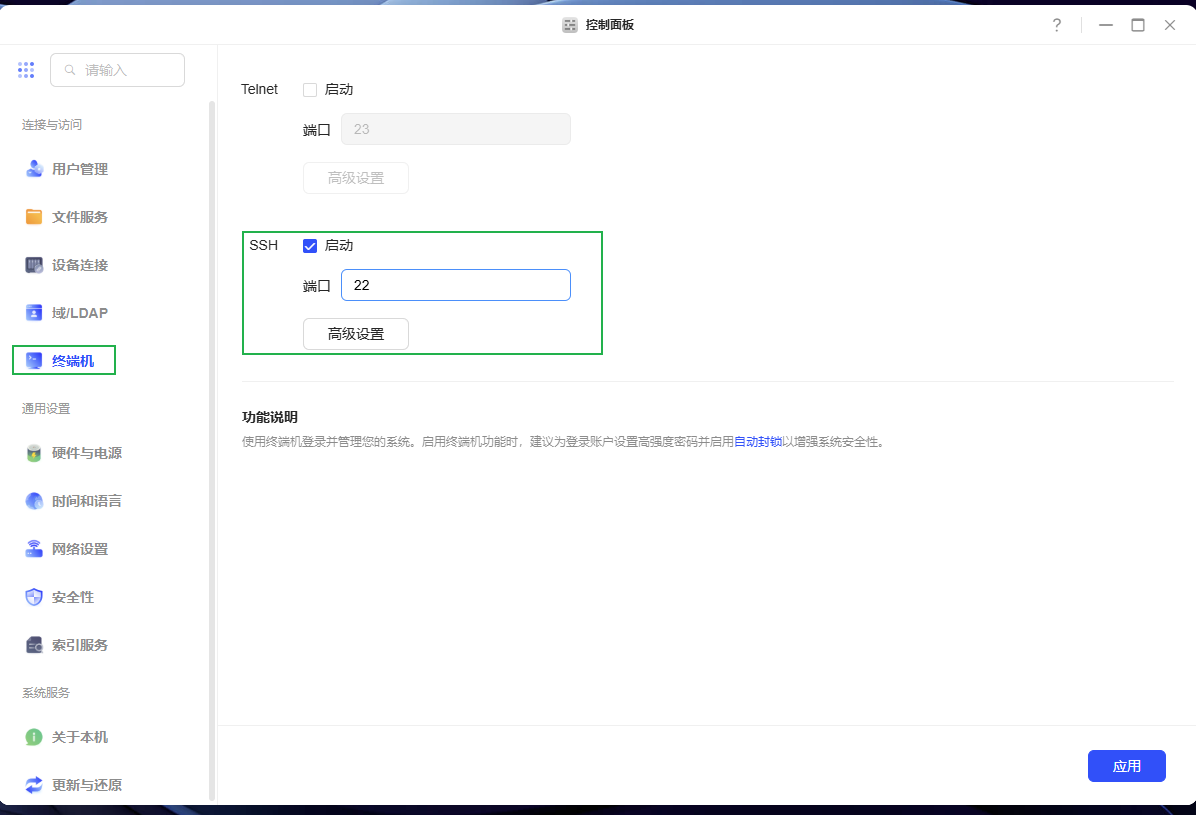 控制面板
请输入
连接与访问
用户管理
文件服务
设备连接
域/LDAP
终端机
通用设置
硬件与电源
时间和语言
网络设置
安全性
索引服务
系统服务
关于本机
更新与还原
Telnet 启动
端口 23
高级设置
SSH 启动
端口 22
高级设置
功能说明
使用终端机登录并管理您的系统。启用终端机功能时，建议为登录账户设置高强度密码并启用自动封锁以增强系统安全性。
应用